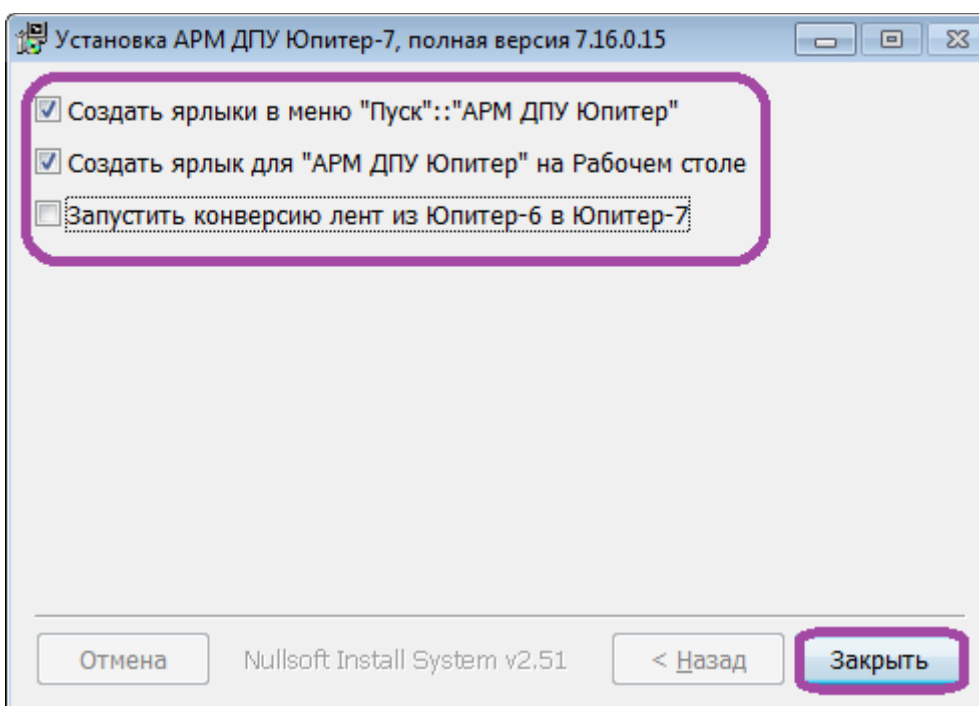 Установка АРМ ДПУ Юпитер-7, полная версия 7.16.0.15
Создать ярлыки в меню "Пуск"::"АРМ ДПУ Юпитер"
Создать ярлык для "АРМ ДПУ Юпитер" на Рабочем столе
Запустить конверсию лент из Юпитер-6 в Юпитер-7
Отмена Nullsoft Install System v2.51 < Назад Закрыть